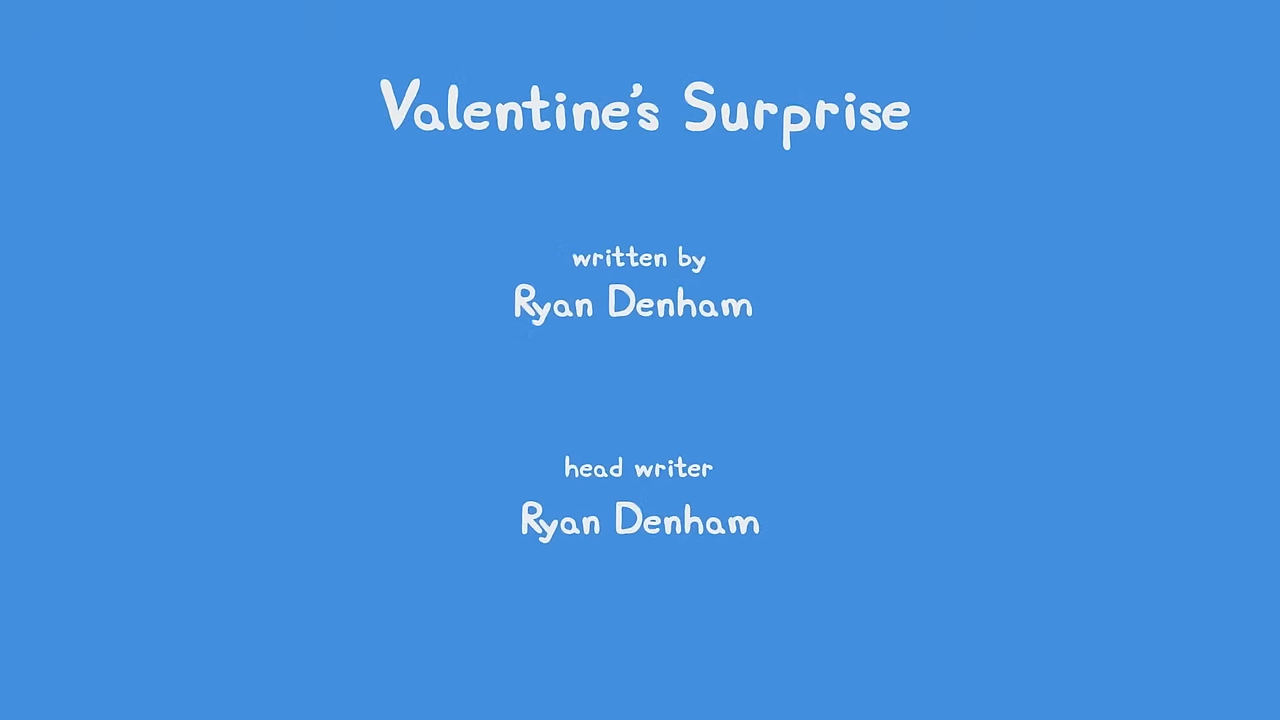 Valentine's Surprise
written by
Ryan Denham
head writer
Ryan Denham